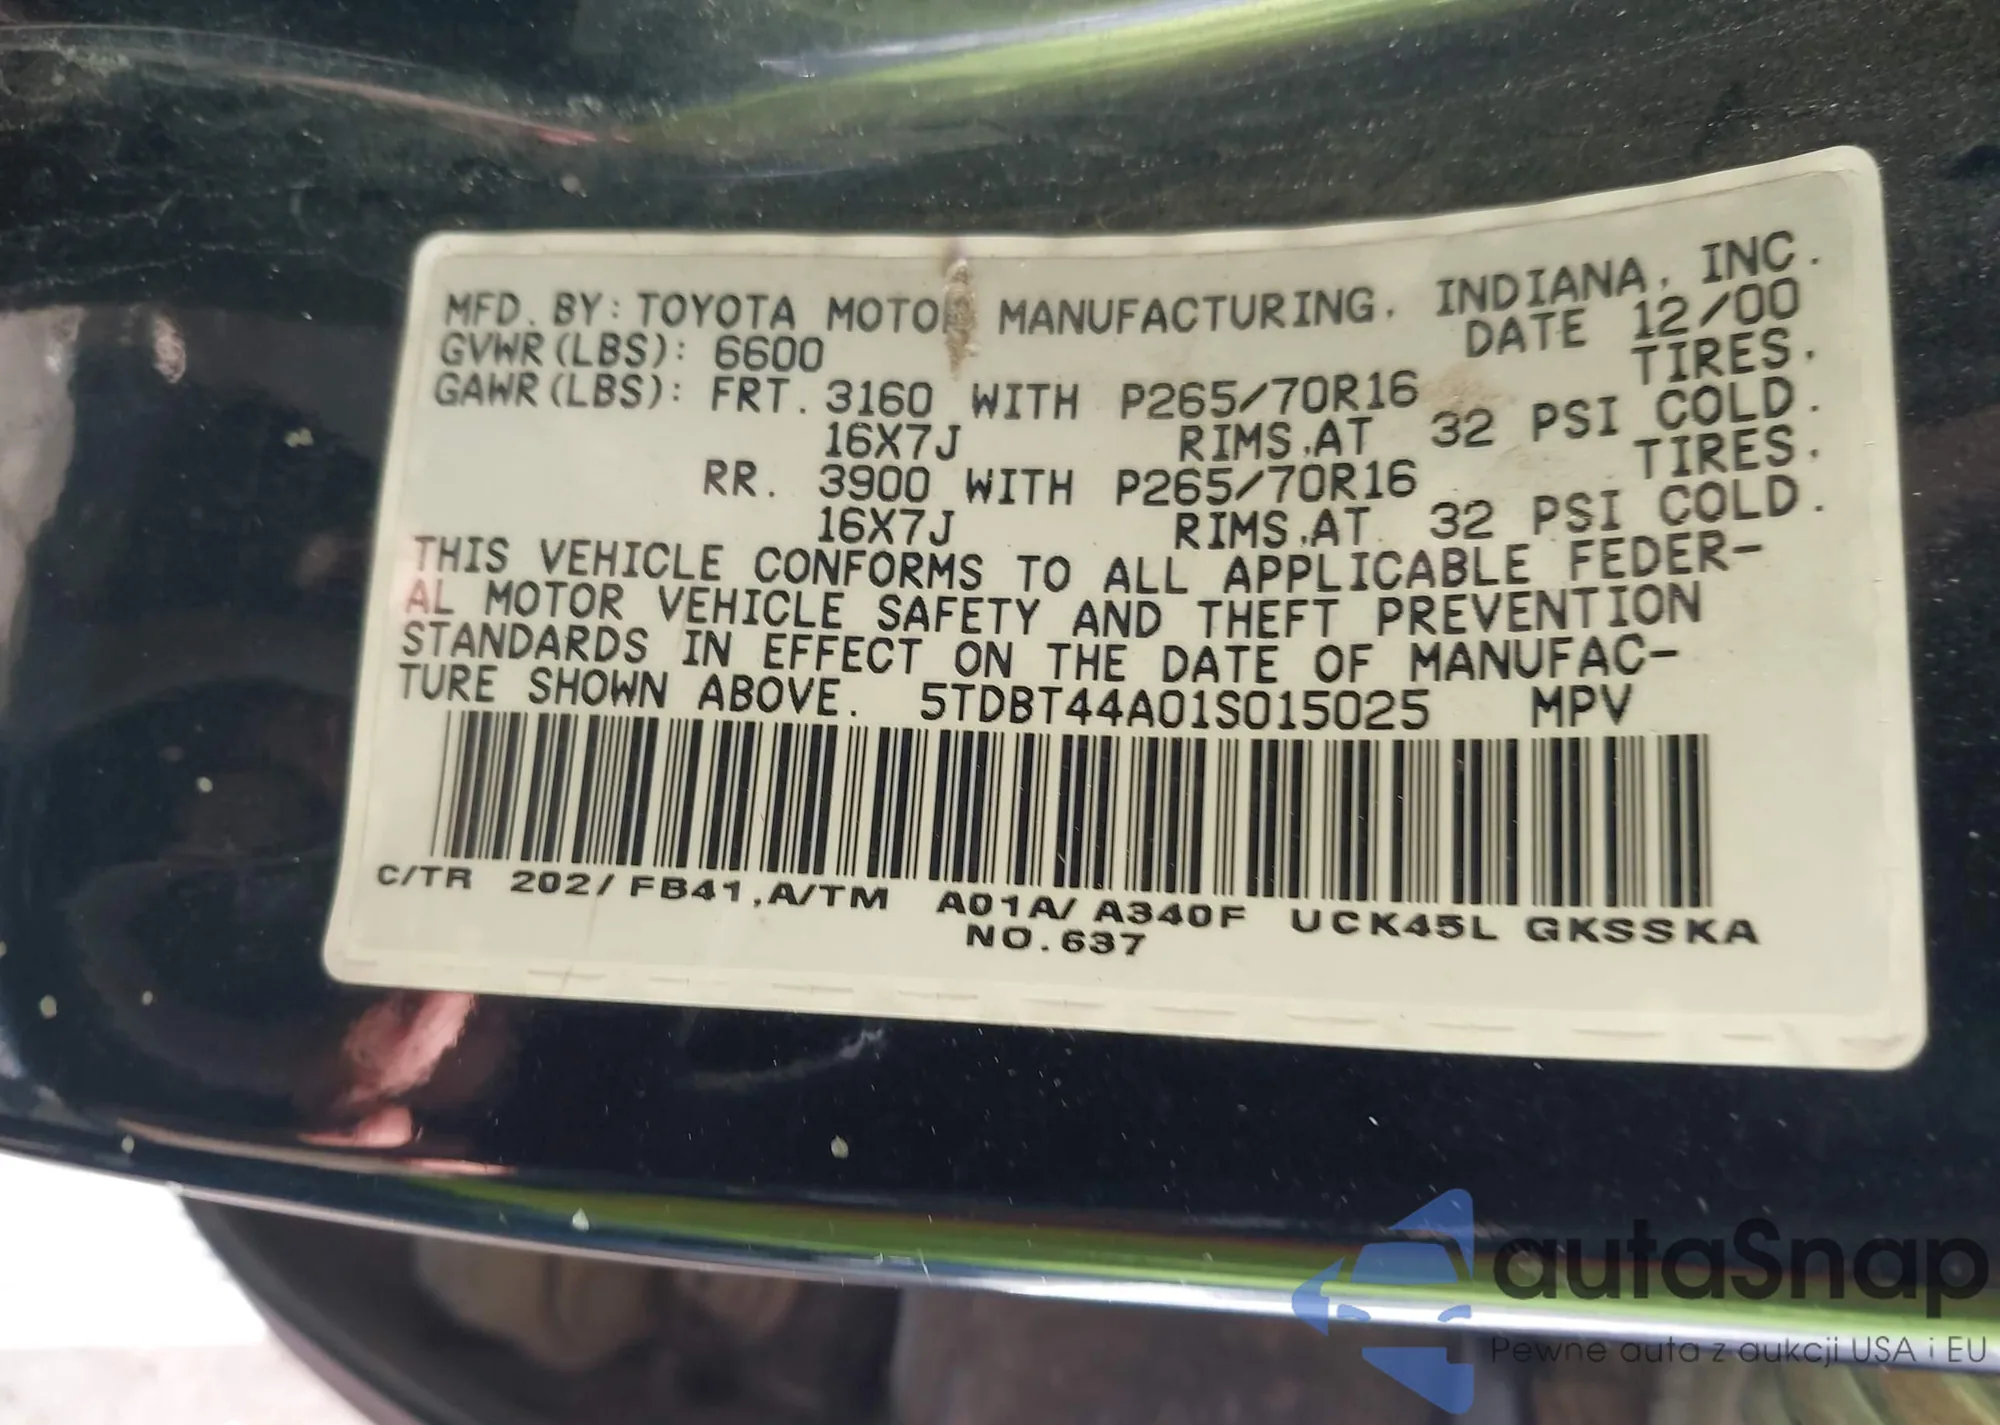 MFD. BY: TOYOTA MOTOR MANUFACTURING, INDIANA, INC.
GVWR(LBS): 6600 DATE 12/00
GAWR(LBS): FRT. 3160 WITH P265/70R16 TIRES,
16X7J RIMS,AT 32 PSI COLD.
RR. 3900 WITH P265/70R16 TIRES,
16X7J RIMS,AT 32 PSI COLD.
THIS VEHICLE CONFORMS TO ALL APPLICABLE FEDER-
AL MOTOR VEHICLE SAFETY AND THEFT PREVENTION
STANDARDS IN EFFECT ON THE DATE OF MANUFAC-
TURE SHOWN ABOVE. 5TDBT44A01S015025 MPV
C/TR 202/FB41,A/TM A01A/A340F UCK45L GKSSKA
NO.637
autaSnap
Pewne auta z aukcji USA i EU